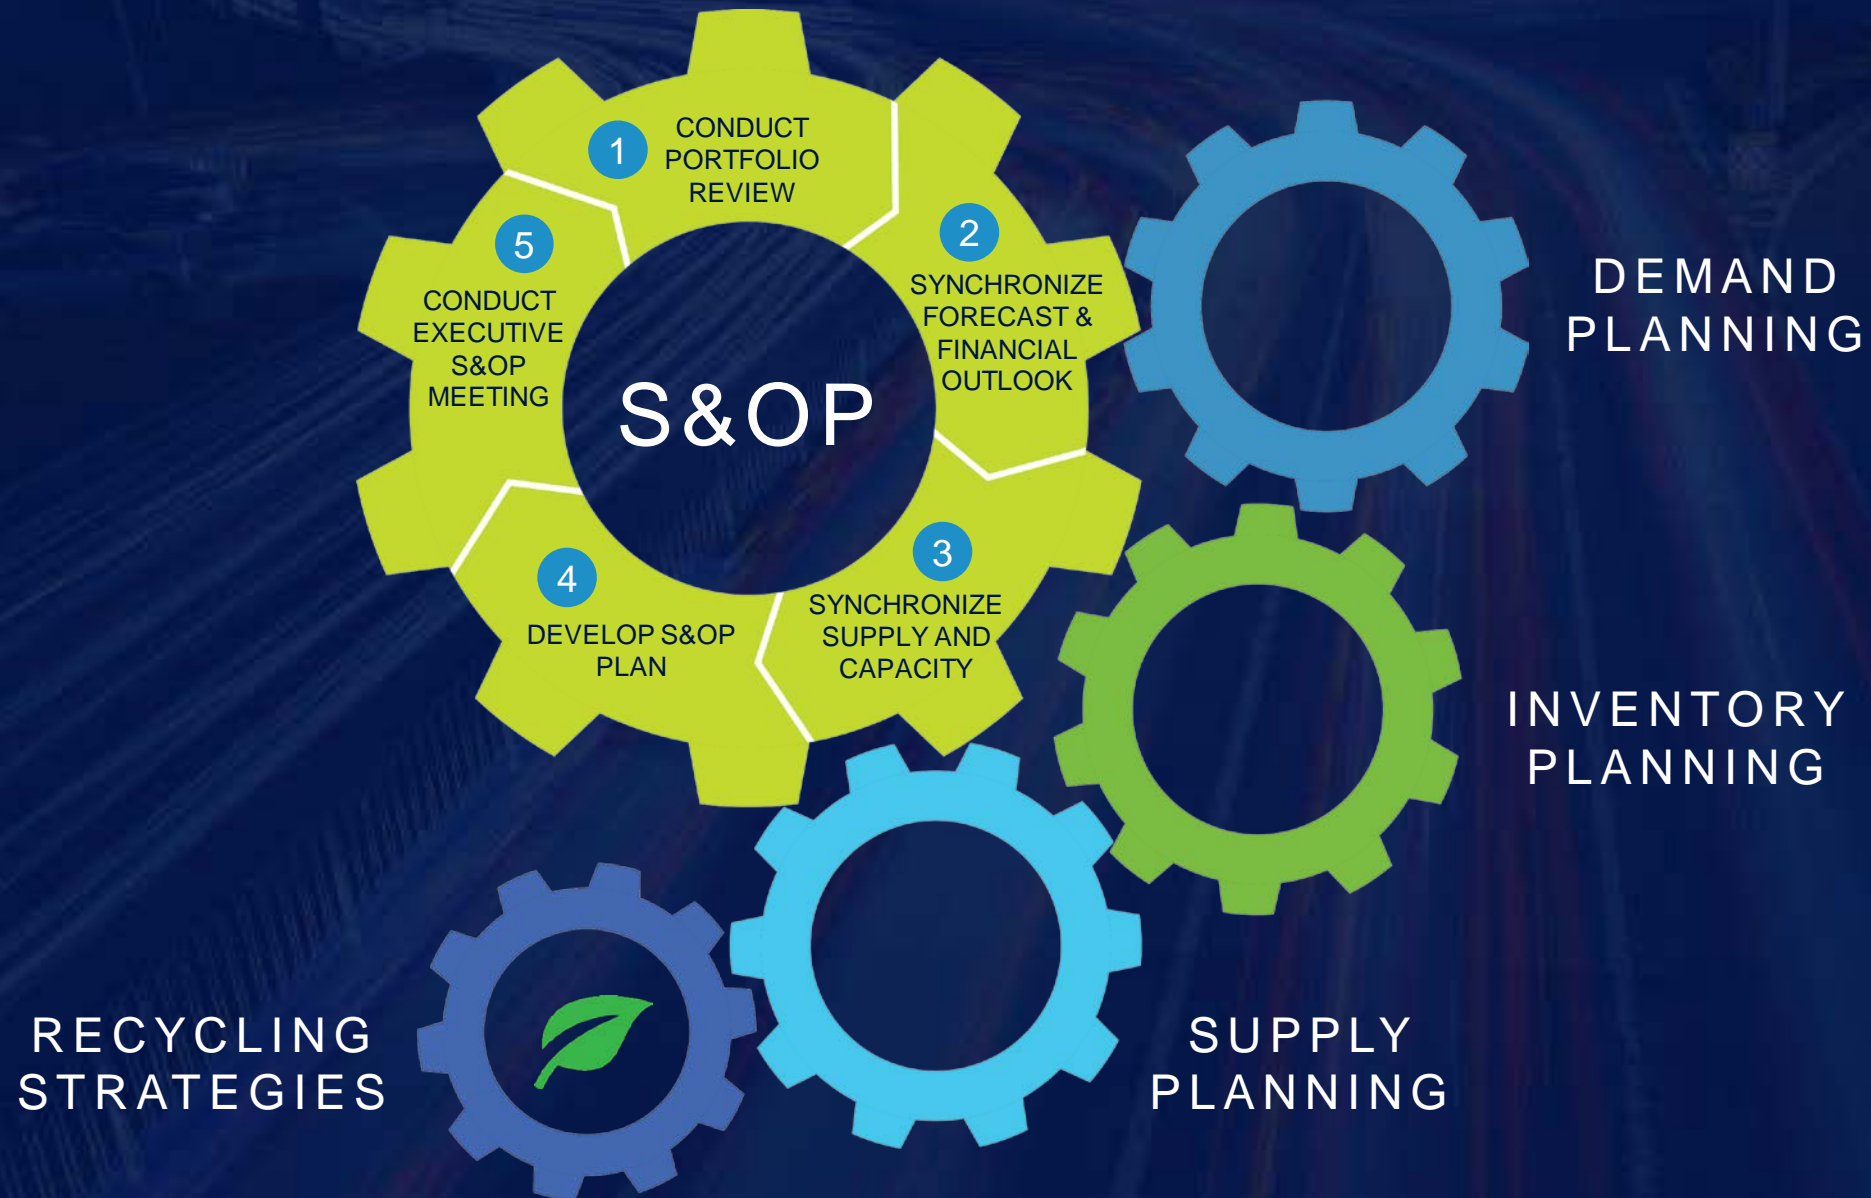 1
CONDUCT
PORTFOLIO
REVIEW
2
SYNCHRONIZE
FORECAST &
FINANCIAL
OUTLOOK
3
SYNCHRONIZE
SUPPLY AND
CAPACITY
4
DEVELOP S&OP
PLAN
5
CONDUCT
EXECUTIVE
S&OP
MEETING
S&OP
DEMAND
PLANNING
INVENTORY
PLANNING
SUPPLY
PLANNING
RECYCLING
STRATEGIES